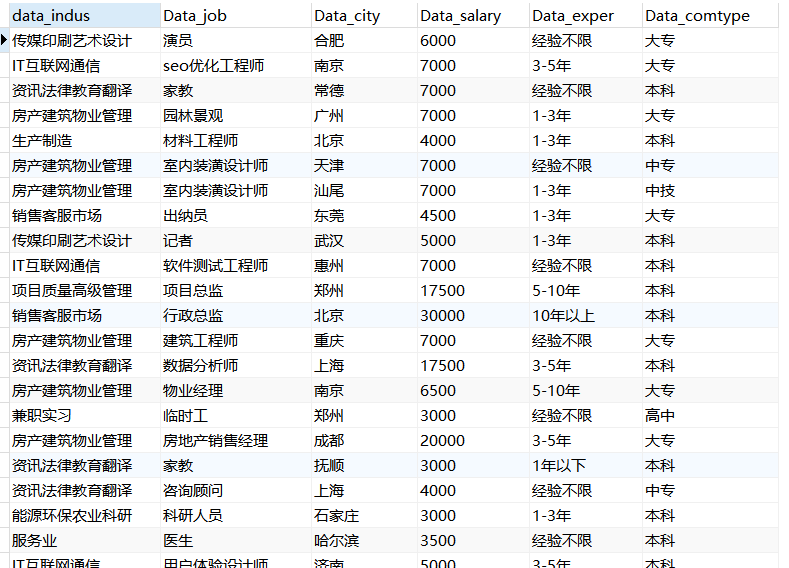 data_indus Data_job Data_city Data_salary Data_exper Data_comtype
传媒印刷艺术设计 演员 合肥 6000 经验不限 大专
IT互联网通信 seo优化工程师 南京 7000 3-5年 大专
资讯法律教育翻译 家教 常德 7000 经验不限 本科
房产建筑物业管理 园林景观 广州 7000 1-3年 大专
生产制造 材料工程师 北京 4000 1-3年 本科
房产建筑物业管理 室内装潢设计师 天津 7000 经验不限 中专
房产建筑物业管理 室内装潢设计师 汕尾 7000 1-3年 中技
销售客服市场 出纳员 东莞 4500 1-3年 大专
传媒印刷艺术设计 记者 武汉 5000 1-3年 本科
IT互联网通信 软件测试工程师 惠州 7000 经验不限 本科
项目质量高级管理 项目总监 郑州 17500 5-10年 本科
销售客服市场 行政总监 北京 30000 10年以上 本科
房产建筑物业管理 建筑工程师 重庆 7000 经验不限 大专
资讯法律教育翻译 数据分析师 上海 17500 3-5年 本科
房产建筑物业管理 物业经理 南京 6500 5-10年 大专
兼职实习 临时工 郑州 3000 经验不限 高中
房产建筑物业管理 房地产销售经理 成都 20000 3-5年 大专
资讯法律教育翻译 家教 抚顺 3000 1年以下 本科
资讯法律教育翻译 咨询顾问 上海 4000 经验不限 中专
能源环保农业科研 科研人员 石家庄 3000 1-3年 本科
服务业 医生 哈尔滨 3500 经验不限 本科
IT互联网通信 用户体验设计师 济南 5000 3-5年 本科